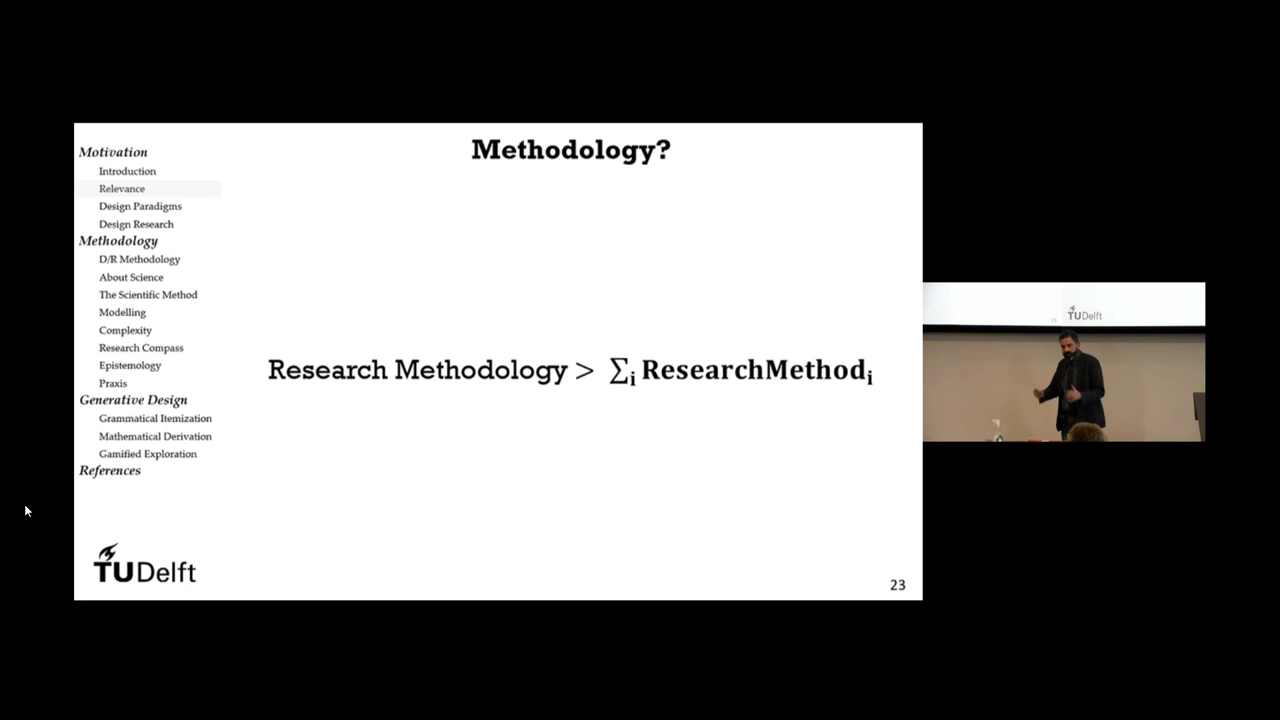 Methodology?
Motivation
Introduction
Relevance
Design Paradigms
Design Research
Methodology
D/R Methodology
About Science
The Scientific Method
Modelling
Complexity
Research Compass
Epistemology
Praxis
Generative Design
Grammatical Itemization
Mathematical Derivation
Gamified Exploration
References
Research Methodology > ∑i ResearchMethodi
TUDelft
23
23
TUDelft